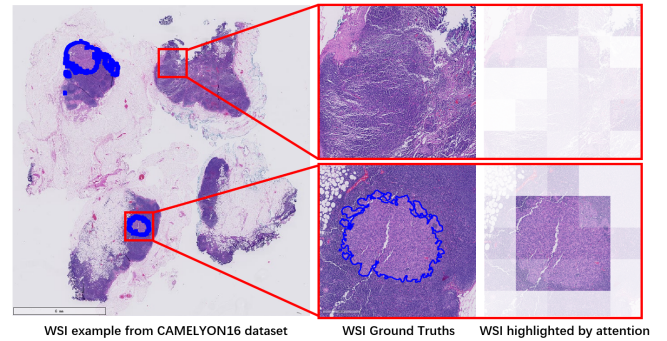 WSI example from CAMELYON16 dataset
WSI Ground Truths
WSI highlighted by attention